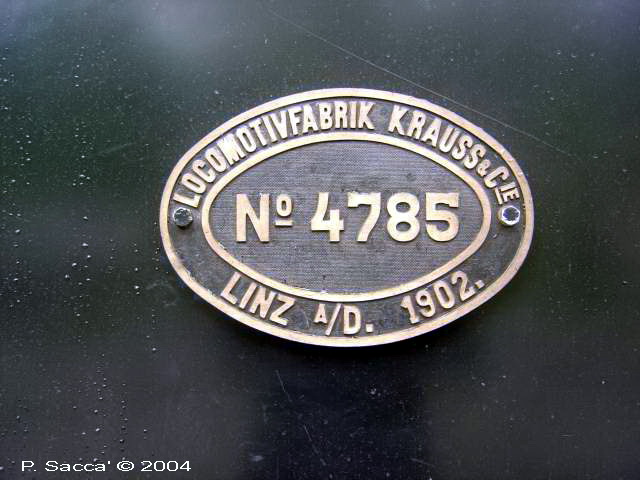 LOCOMOTIVFABRIK KRAUSS & CIE
Nº 4785
LINZ A/D. 1902.
P. Sacca' © 2004